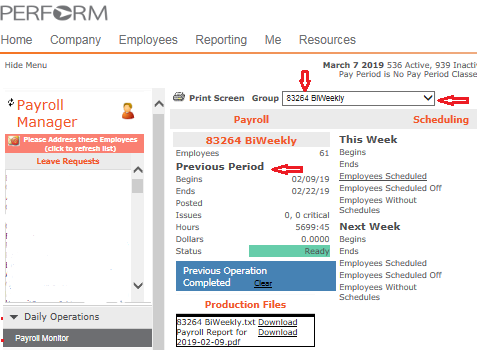 PERFORM
Home Company Employees Reporting Me Resources
Hide Menu
March 7 2019 536 Active, 939 Inacti
Pay Period is No Pay Period Classe
Print Screen Group 83264 BiWeekly
Payroll Manager
Please Address these Employees
(click to refresh list)
Leave Requests
Daily Operations
Payroll Monitor
Payroll
83264 BiWeekly
Employees 61
Previous Period
Begins 02/09/19
Ends 02/22/19
Posted
Issues 0, 0 critical
Hours 5699:45
Dollars 0.0000
Status Ready
Previous Operation
Completed Clear
Production Files
83264 BiWeekly.txt Download
Payroll Report for Download
2019-02-09.pdf
Scheduling
This Week
Begins
Ends
Employees Scheduled
Employees Scheduled Off
Employees Without
Schedules
Next Week
Begins
Ends
Employees Scheduled
Employees Scheduled Off
Employees Without
Schedules